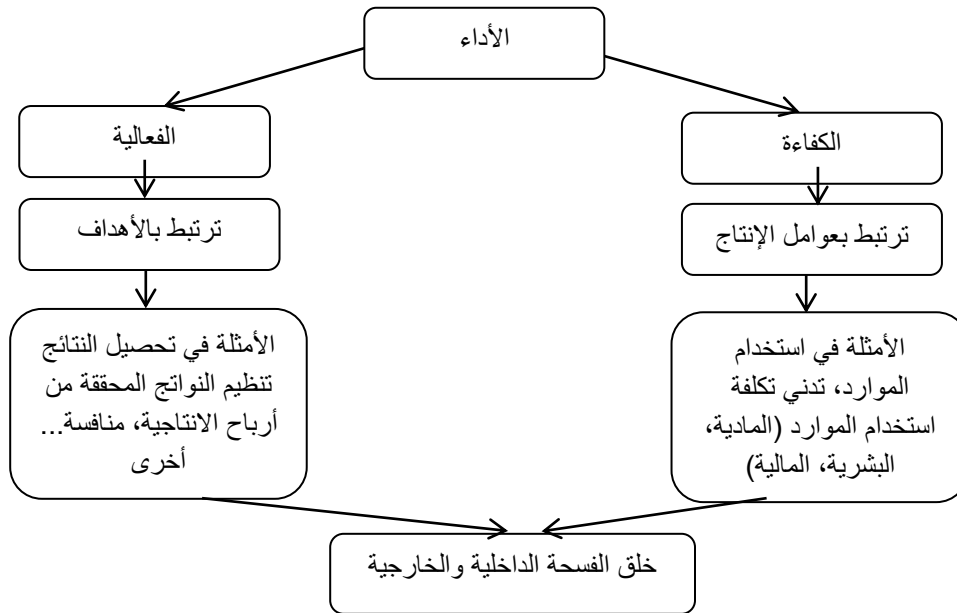 الأداء
الكفاءة
ترتبط بعوامل الإنتاج
الأمثلة في استخدام
الموارد، تدني تكلفة
استخدام الموارد (المادية،
البشرية، المالية)
الفعالية
ترتبط بالأهداف
الأمثلة في تحصيل النتائج
تنظيم النواتج المحققة من
أرباح الانتاجية، منافسة...
أخرى
خلق الفسحة الداخلية والخارجية